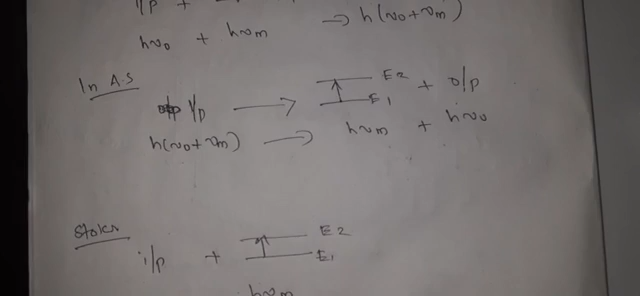 i/p +
hν₀ + hνm → h(ν₀+νm)
In A.S
i/p → E2 E1 + o/p
h(ν₀+νm) → hνm + hν₀
Stokes
i/p + E2 E1
hνm